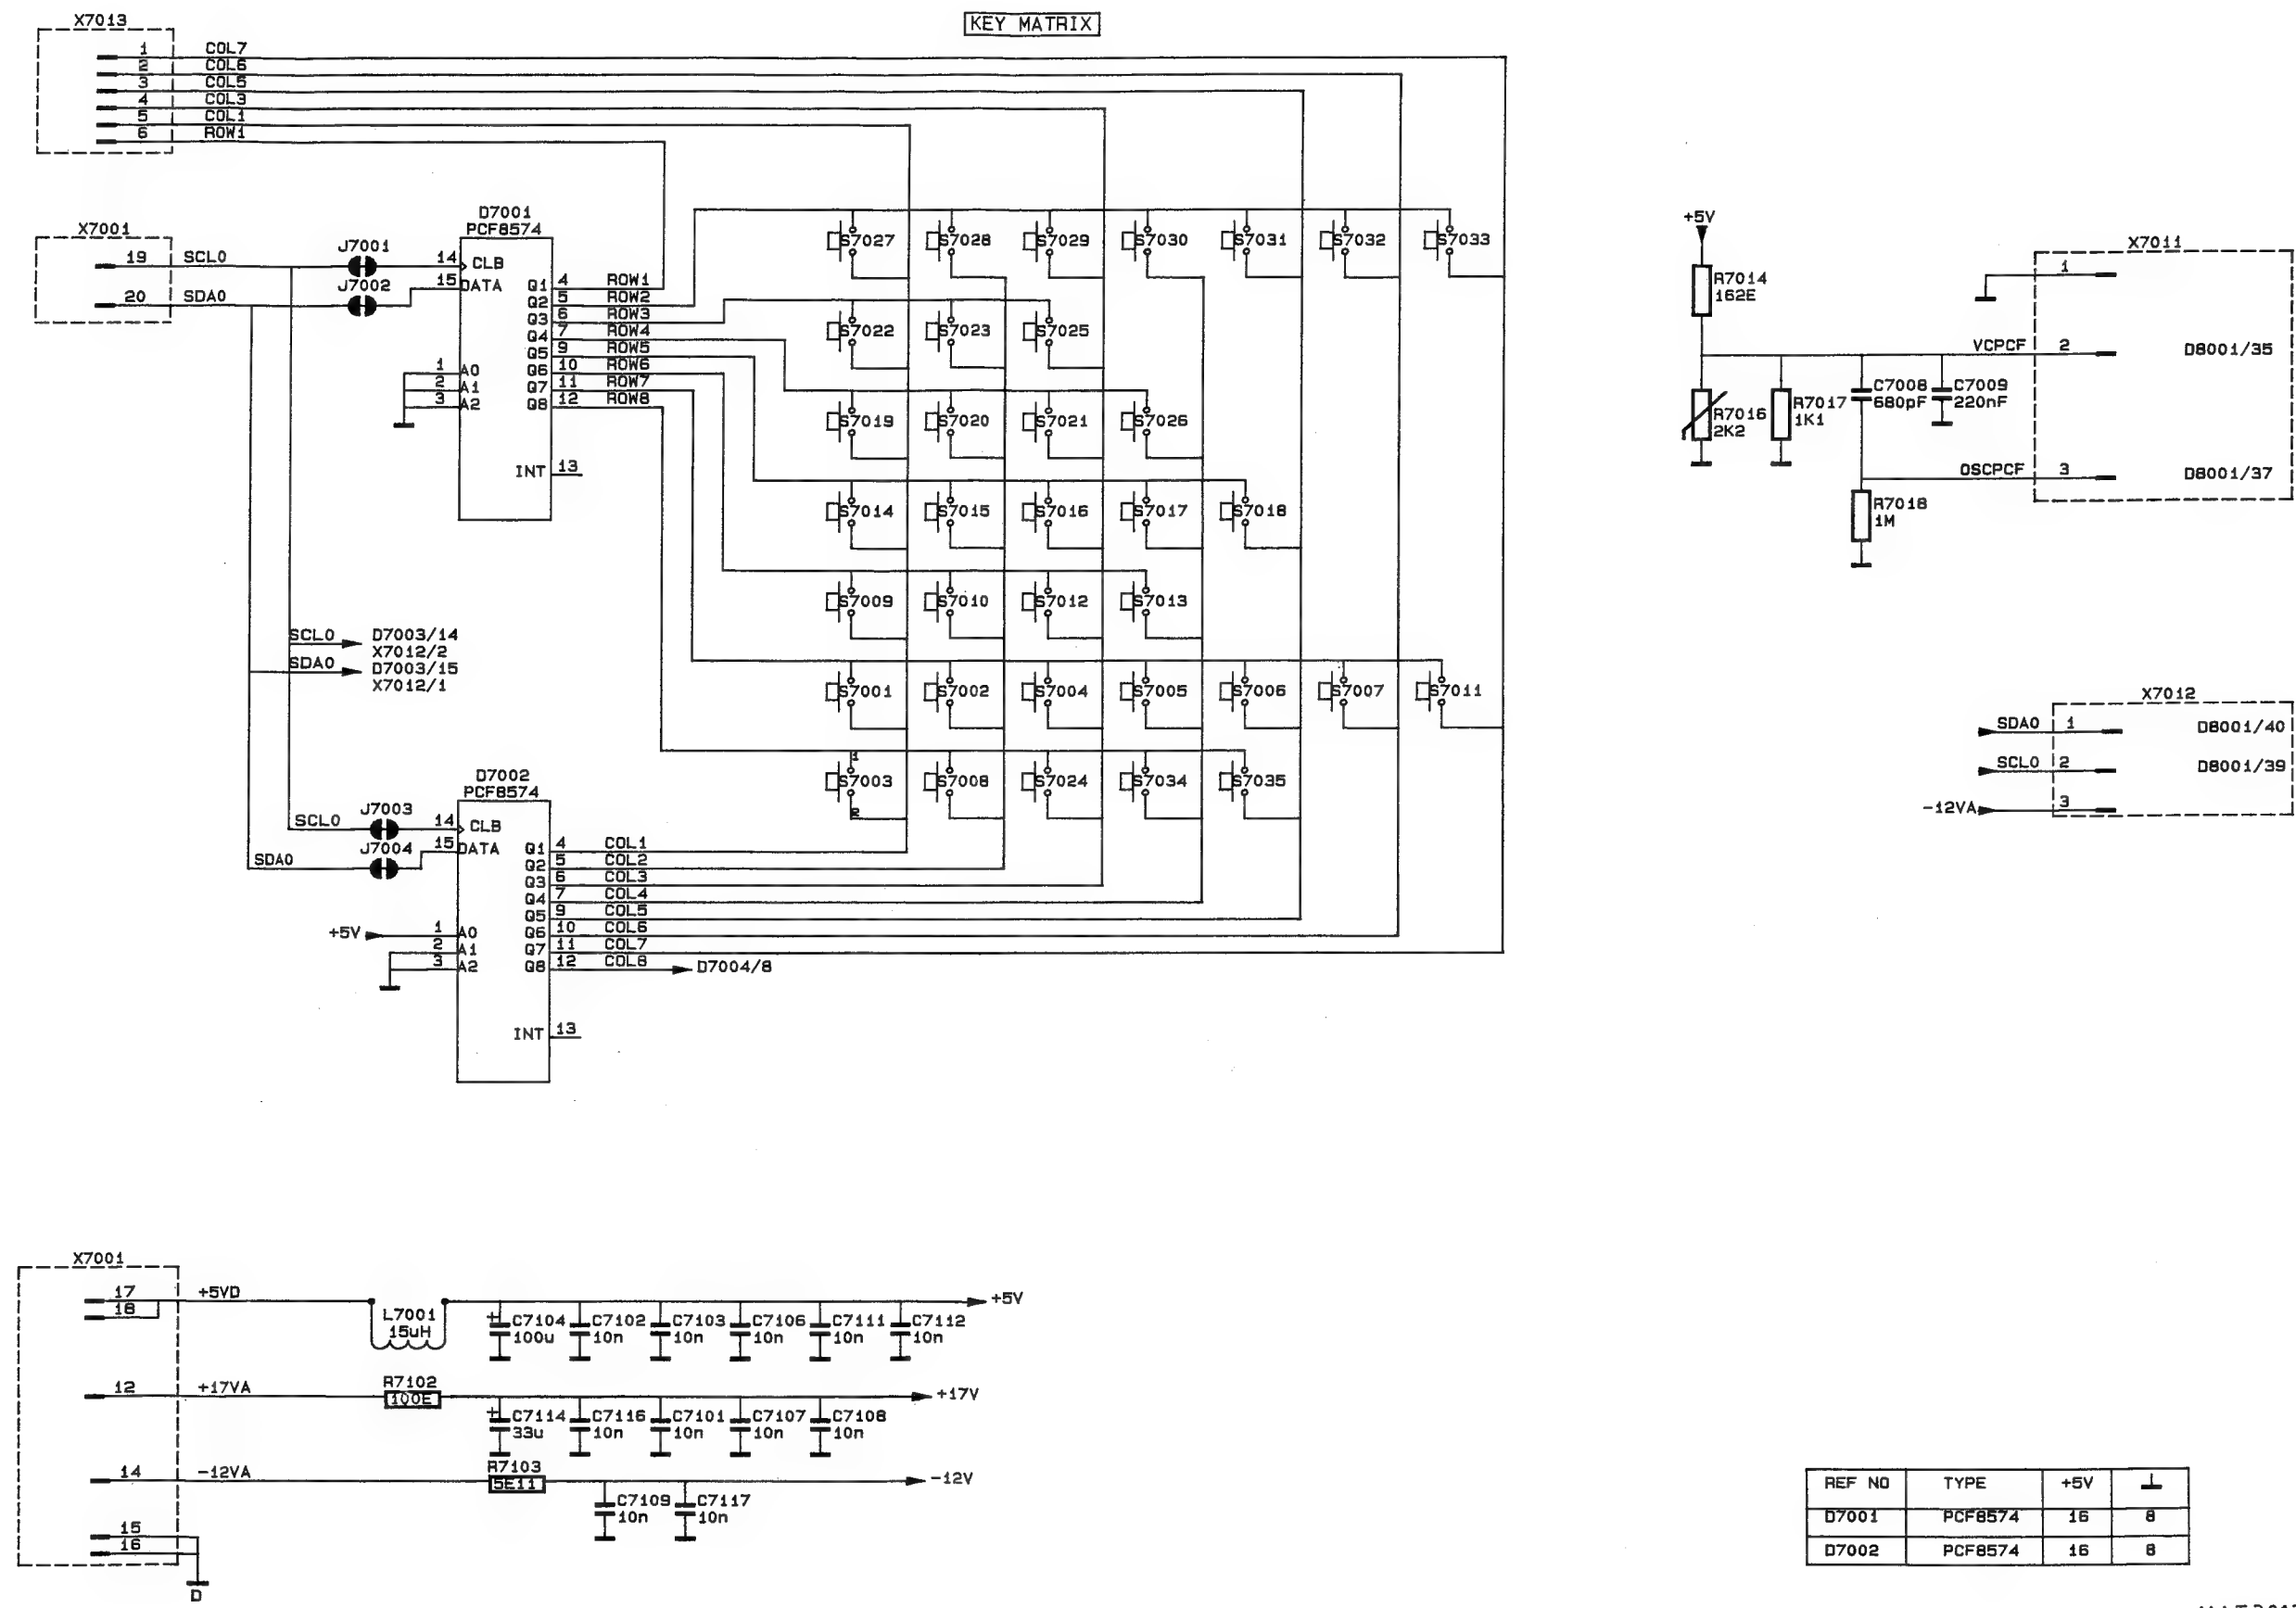 KEY MATRIX
X7013
1 COL7
2 COL6
3 COL5
4 COL3
5 COL1
6 ROW1
X7001
19 SCL0
20 SDA0
J7001
J7002
D7001
PCF8574
14 CLB
15 DATA
1 A0
2 A1
3 A2
Q1 4 ROW1
Q2 5 ROW2
Q3 6 ROW3
Q4 7 ROW4
Q5 9 ROW5
Q6 10 ROW6
Q7 11 ROW7
Q8 12 ROW8
INT 13
S7027 S7028 S7029 S7030 S7031 S7032 S7033
S7022 S7023 S7025
S7019 S7020 S7021 S7026
S7014 S7015 S7016 S7017 S7018
S7009 S7010 S7012 S7013
S7001 S7002 S7004 S7005 S7006 S7007 S7011
1
S7003 S7008 S7024 S7034 S7035
2
SCL0 D7003/14
X7012/2
SDA0 D7003/15
X7012/1
D7002
PCF8574
SCL0 J7003 14 CLB
SDA0 J7004 15 DATA
+5V 1 A0
2 A1
3 A2
Q1 4 COL1
Q2 5 COL2
Q3 6 COL3
Q4 7 COL4
Q5 9 COL5
Q6 10 COL6
Q7 11 COL7
Q8 12 COL8 D7004/8
INT 13
+5V
R7014
162E
R7016
2K2
R7017
1K1
C7008
680pF
C7009
220nF
R7018
1M
X7011
1
VCPCF 2 D8001/35
OSCPCF 3 D8001/37
X7012
SDA0 1 D8001/40
SCL0 2 D8001/39
-12VA 3
X7001
17 +5VD
18
L7001
15uH
+ C7104 C7102 C7103 C7106 C7111 C7112
100u 10n 10n 10n 10n 10n
+5V
12 +17VA
R7102
100E
+ C7114 C7116 C7101 C7107 C7108
33u 10n 10n 10n 10n
+17V
14 -12VA
R7103
5E11
C7109 C7117
10n 10n
-12V
15
16
D
REF NO TYPE +5V ⊥
D7001 PCF8574 16 8
D7002 PCF8574 16 8